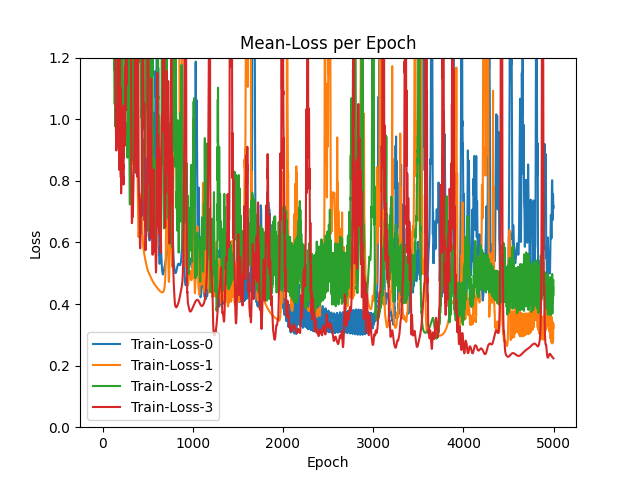 Mean-Loss per Epoch
Loss
1.2
1.0
0.8
0.6
0.4
0.2
0.0
Train-Loss-0
Train-Loss-1
Train-Loss-2
Train-Loss-3
0 1000 2000 3000 4000 5000
Epoch